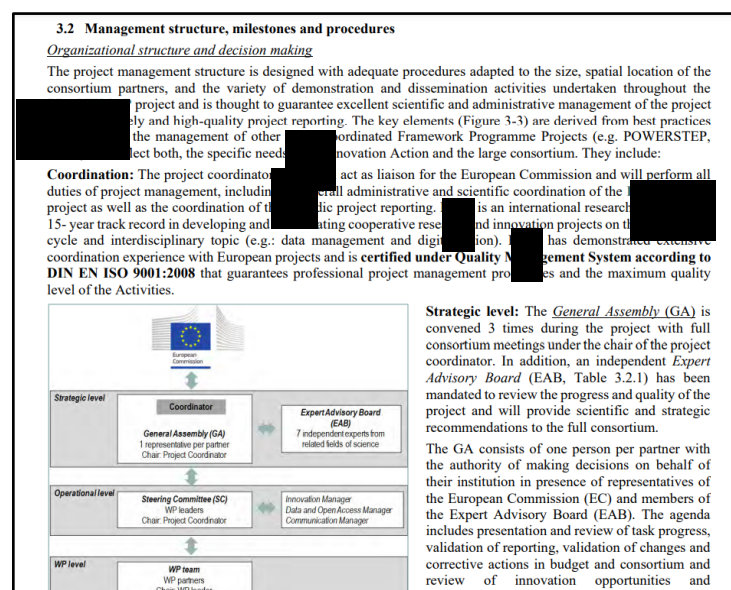 3.2 Management structure, milestones and procedures
Organizational structure and decision making
The project management structure is designed with adequate procedures adapted to the size, spatial location of the
consortium partners, and the variety of demonstration and dissemination activities undertaken throughout the
project and is thought to guarantee excellent scientific and administrative management of the project
ely and high-quality project reporting. The key elements (Figure 3-3) are derived from best practices
the management of other ordinated Framework Programme Projects (e.g. POWERSTEP,
lect both, the specific needs novation Action and the large consortium. They include:
Coordination: The project coordinator act as liaison for the European Commission and will perform all
duties of project management, includin all administrative and scientific coordination of the
project as well as the coordination of th dic project reporting. is an international research
15- year track record in developing and ating cooperative rese nd innovation projects on th
cycle and interdisciplinary topic (e.g.: data management and digit ion). has demonstrated extensive
coordination experience with European projects and is certified under Quality M gement System according to
DIN EN ISO 9001:2008 that guarantees professional project management pro es and the maximum quality
level of the Activities.
European
Commission
Strategic level
Coordinator
General Assembly (GA)
1 representative per partner
Chair: Project Coordinator
Expert Advisory Board
(EAB)
7 independent experts from
related fields of science
Operational level
Steering Committee (SC)
WP leaders
Chair: Project Coordinator
Innovation Manager
Data and Open Access Manager
Communication Manager
WP level
WP team
WP partners
Chair: WP leader
Strategic level: The General Assembly (GA) is
convened 3 times during the project with full
consortium meetings under the chair of the project
coordinator. In addition, an independent Expert
Advisory Board (EAB, Table 3.2.1) has been
mandated to review the progress and quality of the
project and will provide scientific and strategic
recommendations to the full consortium.
The GA consists of one person per partner with
the authority of making decisions on behalf of
their institution in presence of representatives of
the European Commission (EC) and members of
the Expert Advisory Board (EAB). The agenda
includes presentation and review of task progress,
validation of reporting, validation of changes and
corrective actions in budget and consortium and
review of innovation opportunities and